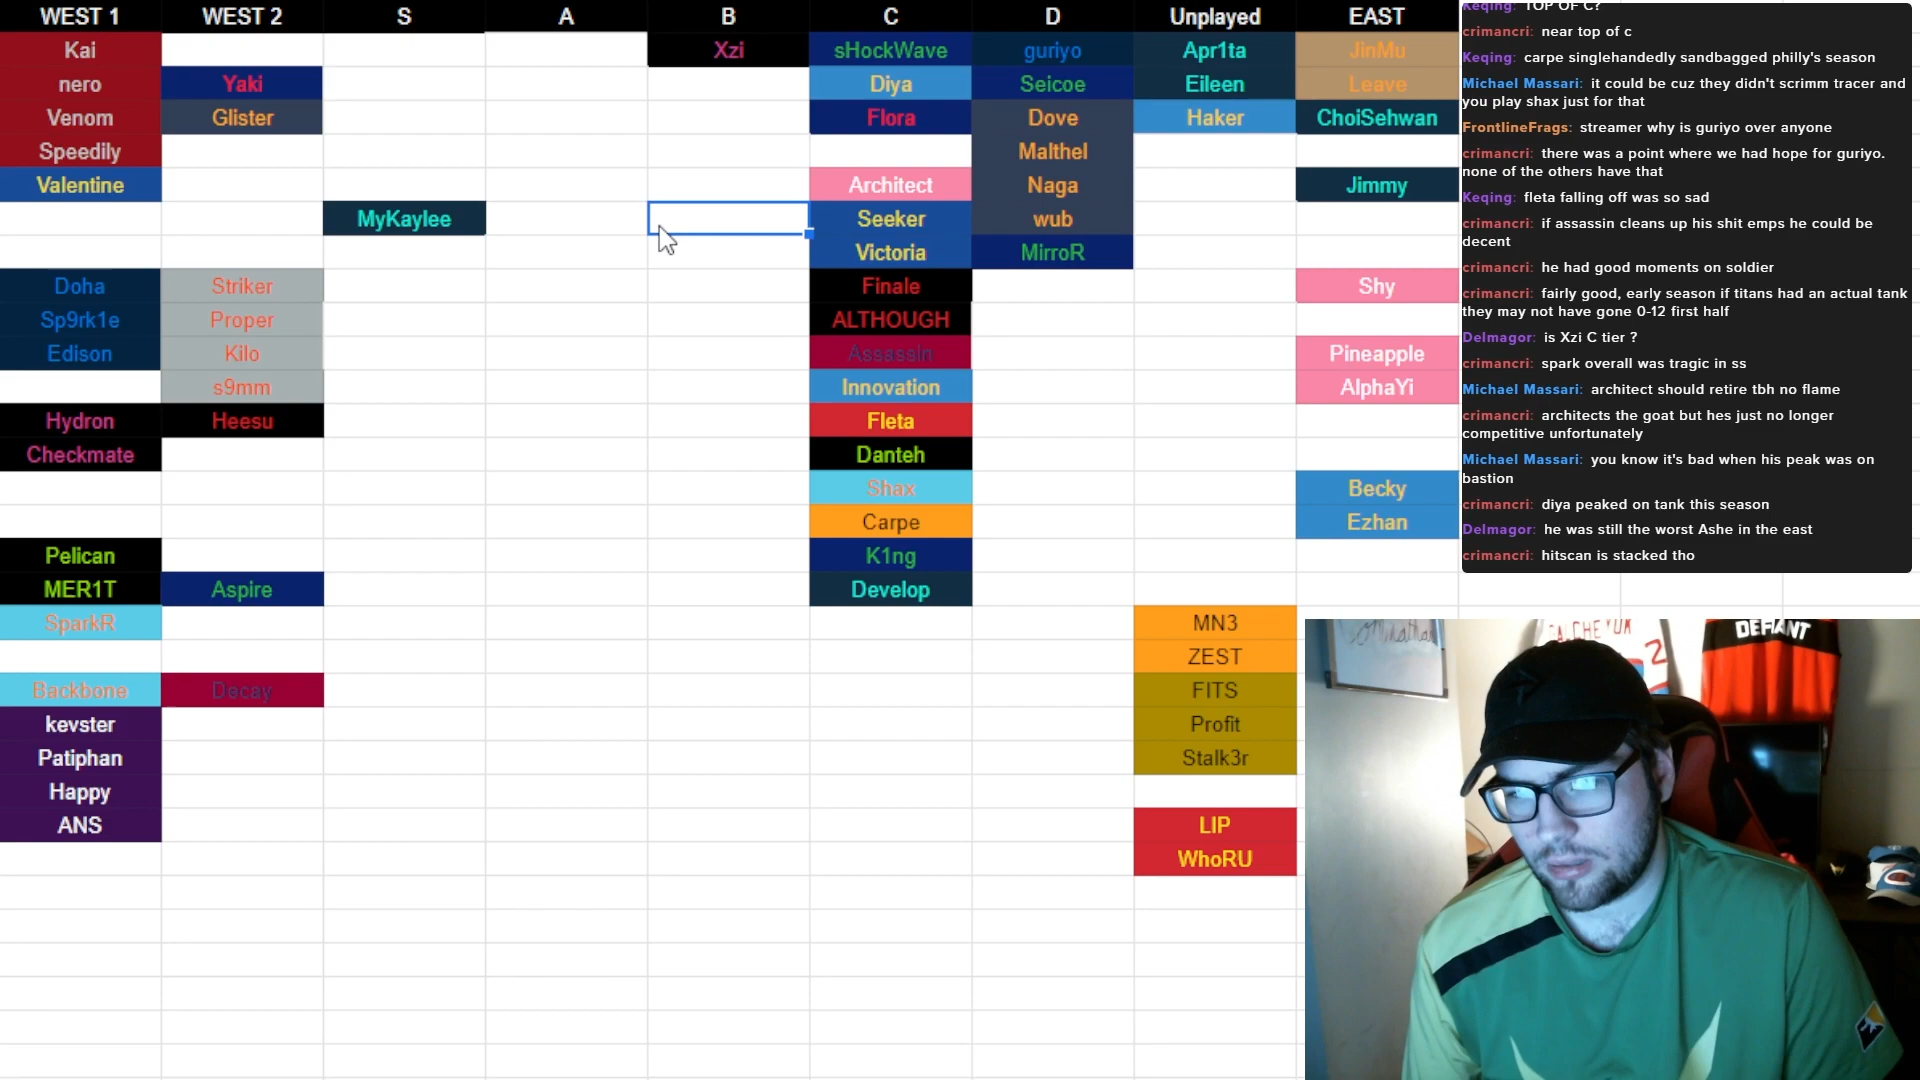 WEST 1 WEST 2 S A B C D Unplayed EAST
Kai Xzi sHockWave guriyo Apr1ta JinMu
nero Yaki Diya Seicoe Eileen Leave
Venom Glister Flora Dove Haker ChoiSehwan
Speedily Malthel
Valentine Architect Naga Jimmy
MyKaylee Seeker wub
Victoria MirroR
Doha Striker Finale Shy
Sp9rk1e Proper ALTHOUGH
Edison Kilo Assassin Pineapple
s9mm Innovation AlphaYi
Hydron Heesu Fleta
Checkmate Danteh
Shax Becky
Carpe Ezhan
Pelican K1ng
MER1T Aspire Develop
SparkR MN3
ZEST
Backbone Decay FITS
kevster Profit
Patiphan Stalk3r
Happy
ANS LIP
WhoRU
Keqing: TOP OF C?
crimancri: near top of c
Keqing: carpe singlehandedly sandbagged philly's season
Michael Massari: it could be cuz they didn't scrimm tracer and
you play shax just for that
FrontlineFrags: streamer why is guriyo over anyone
crimancri: there was a point where we had hope for guriyo.
none of the others have that
Keqing: fleta falling off was so sad
crimancri: if assassin cleans up his shit emps he could be
decent
crimancri: he had good moments on soldier
crimancri: fairly good, early season if titans had an actual tank
they may not have gone 0-12 first half
Delmagor: is Xzi C tier ?
crimancri: spark overall was tragic in ss
Michael Massari: architect should retire tbh no flame
crimancri: architects the goat but hes just no longer
competitive unfortunately
Michael Massari: you know it's bad when his peak was on
bastion
crimancri: diya peaked on tank this season
Delmagor: he was still the worst Ashe in the east
crimancri: hitscan is stacked tho
DEFIANT